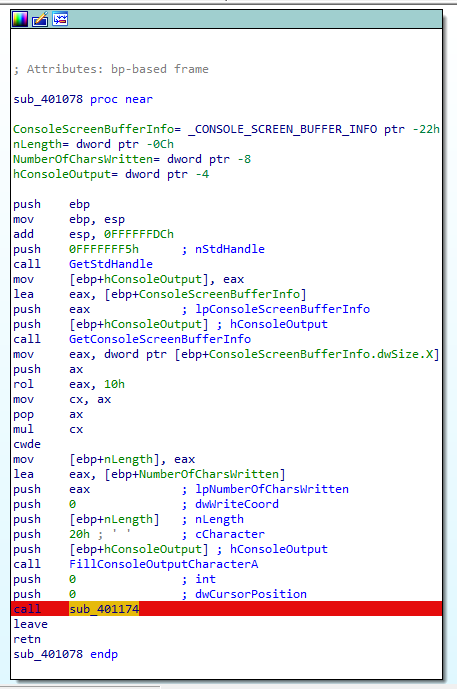 ; Attributes: bp-based frame
sub_401078 proc near
ConsoleScreenBufferInfo= _CONSOLE_SCREEN_BUFFER_INFO ptr -22h
nLength= dword ptr -0Ch
NumberOfCharsWritten= dword ptr -8
hConsoleOutput= dword ptr -4
push ebp
mov ebp, esp
add esp, 0FFFFFFDCh
push 0FFFFFFF5h ; nStdHandle
call GetStdHandle
mov [ebp+hConsoleOutput], eax
lea eax, [ebp+ConsoleScreenBufferInfo]
push eax ; lpConsoleScreenBufferInfo
push [ebp+hConsoleOutput] ; hConsoleOutput
call GetConsoleScreenBufferInfo
mov eax, dword ptr [ebp+ConsoleScreenBufferInfo.dwSize.X]
push ax
rol eax, 10h
mov cx, ax
pop ax
mul cx
cwde
mov [ebp+nLength], eax
lea eax, [ebp+NumberOfCharsWritten]
push eax ; lpNumberOfCharsWritten
push 0 ; dwWriteCoord
push [ebp+nLength] ; nLength
push 20h ; ' ' ; cCharacter
push [ebp+hConsoleOutput] ; hConsoleOutput
call FillConsoleOutputCharacterA
push 0 ; int
push 0 ; dwCursorPosition
call sub_401174
leave
retn
sub_401078 endp